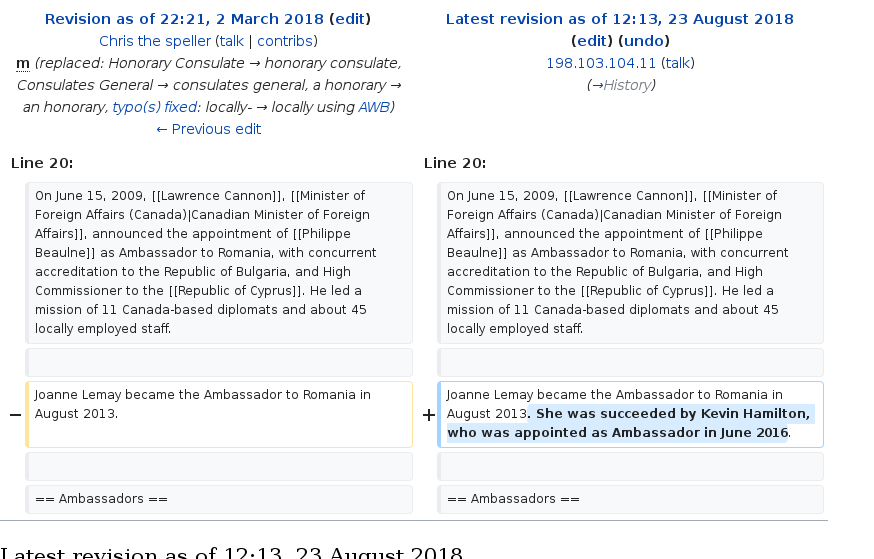 Revision as of 22:21, 2 March 2018 (edit)
Chris the speller (talk | contribs)
m (replaced: Honorary Consulate → honorary consulate,
Consulates General → consulates general, a honorary →
an honorary, typo(s) fixed: locally- → locally using AWB)
← Previous edit
Latest revision as of 12:13, 23 August 2018
(edit) (undo)
198.103.104.11 (talk)
(→History)
Line 20:
Line 20:
On June 15, 2009, [[Lawrence Cannon]], [[Minister of
Foreign Affairs (Canada)|Canadian Minister of Foreign
Affairs]], announced the appointment of [[Philippe
Beaulne]] as Ambassador to Romania, with concurrent
accreditation to the Republic of Bulgaria, and High
Commissioner to the [[Republic of Cyprus]]. He led a
mission of 11 Canada-based diplomats and about 45
locally employed staff.
On June 15, 2009, [[Lawrence Cannon]], [[Minister of
Foreign Affairs (Canada)|Canadian Minister of Foreign
Affairs]], announced the appointment of [[Philippe
Beaulne]] as Ambassador to Romania, with concurrent
accreditation to the Republic of Bulgaria, and High
Commissioner to the [[Republic of Cyprus]]. He led a
mission of 11 Canada-based diplomats and about 45
locally employed staff.
− Joanne Lemay became the Ambassador to Romania in
August 2013.
+ Joanne Lemay became the Ambassador to Romania in
August 2013. She was succeeded by Kevin Hamilton,
who was appointed as Ambassador in June 2016.
== Ambassadors ==
== Ambassadors ==
Latest revision as of 12:13, 23 August 2018